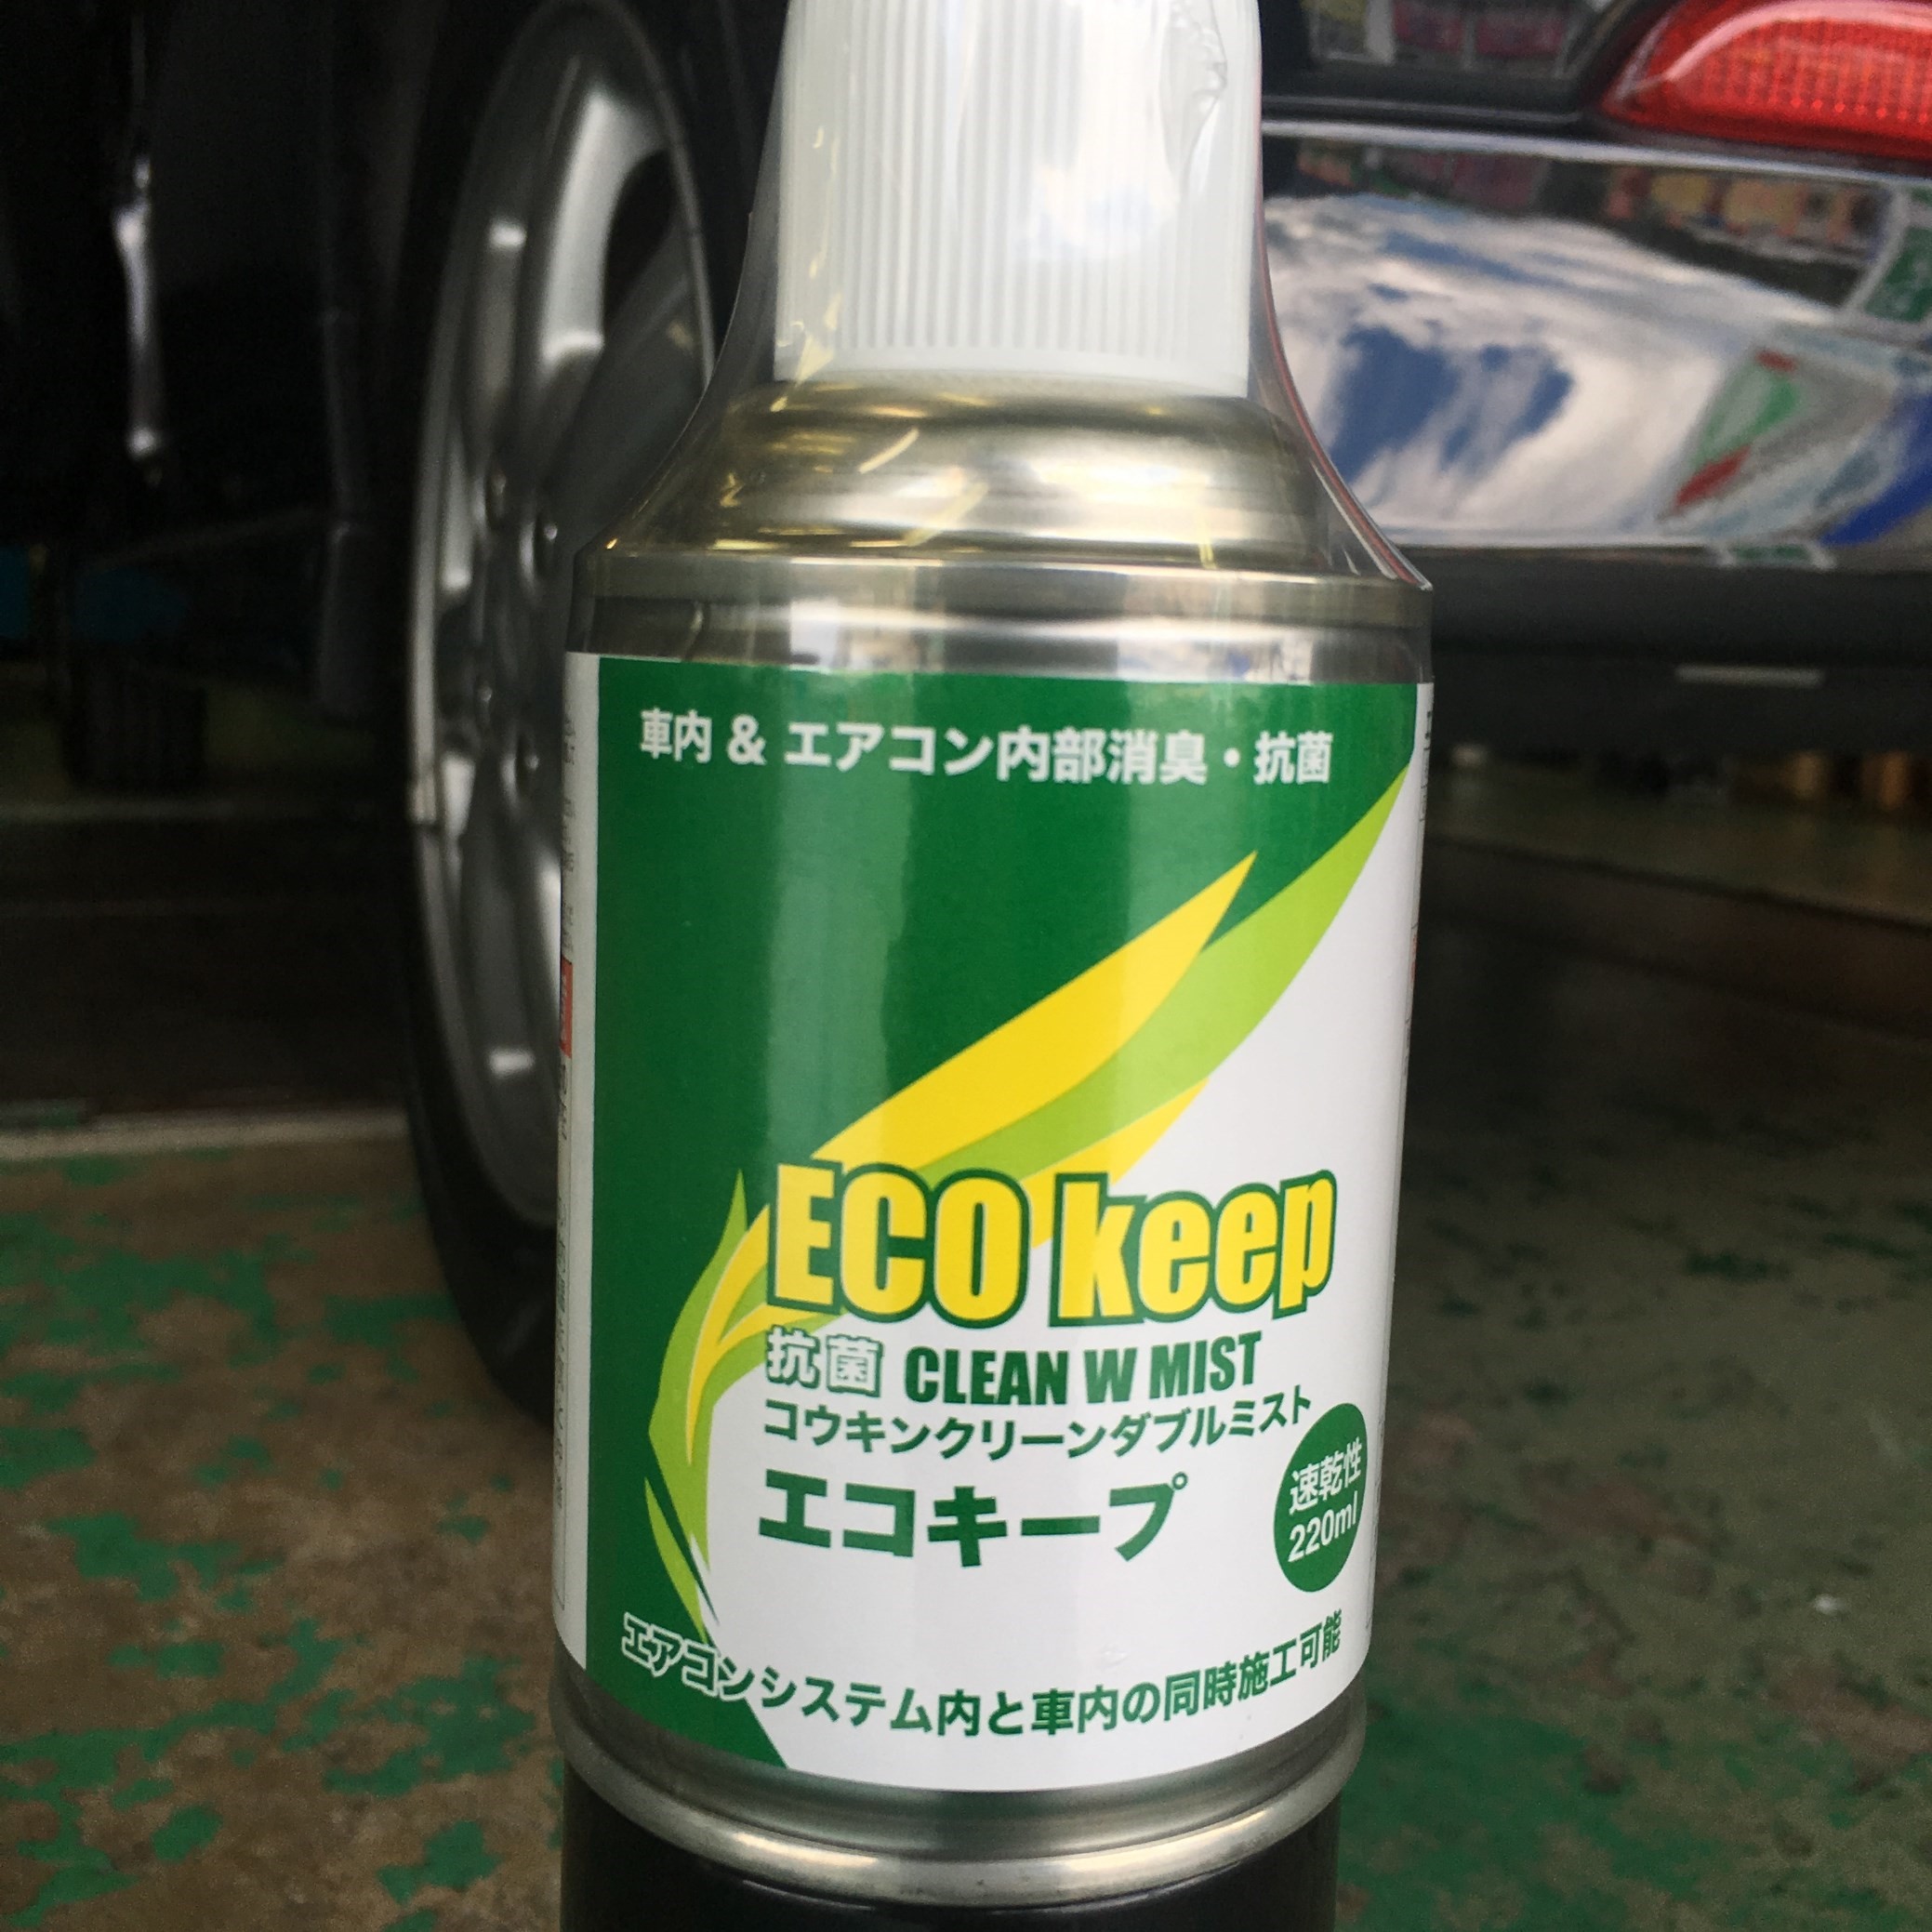 車内 & エアコン内部消臭・抗菌
ECO keep
抗菌 CLEAN W MIST
コウキンクリーンダブルミスト
エコキープ
速乾性
220ml
エアコンシステム内と車内の同時施工可能